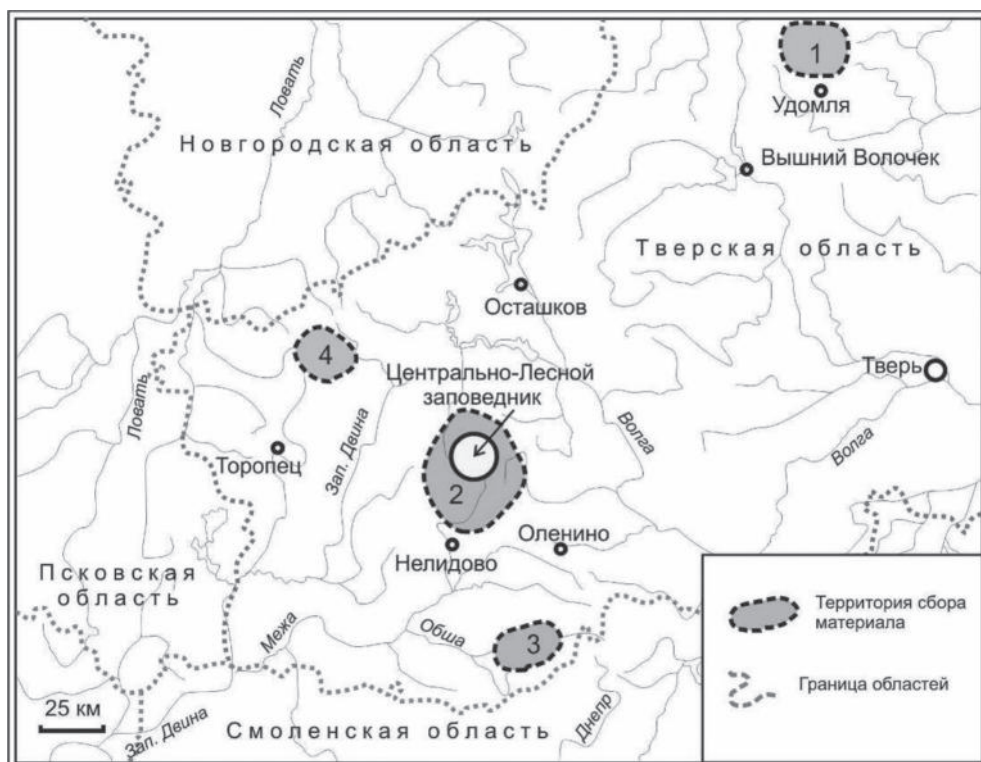 1
Удомля
Ловать
Новгородская область
Вышний Волочек
Тверская область
Осташков
4
Центрально-Лесной
заповедник
Тверь
Ловать
Зап. Двина
Волга
Волга
Торопец
2
Оленино
Нелидово
Псковская
область
Территория сбора
материала
Межа
Обша
3
Граница областей
25 км
Зап. Двина
Смоленская область
Днепр